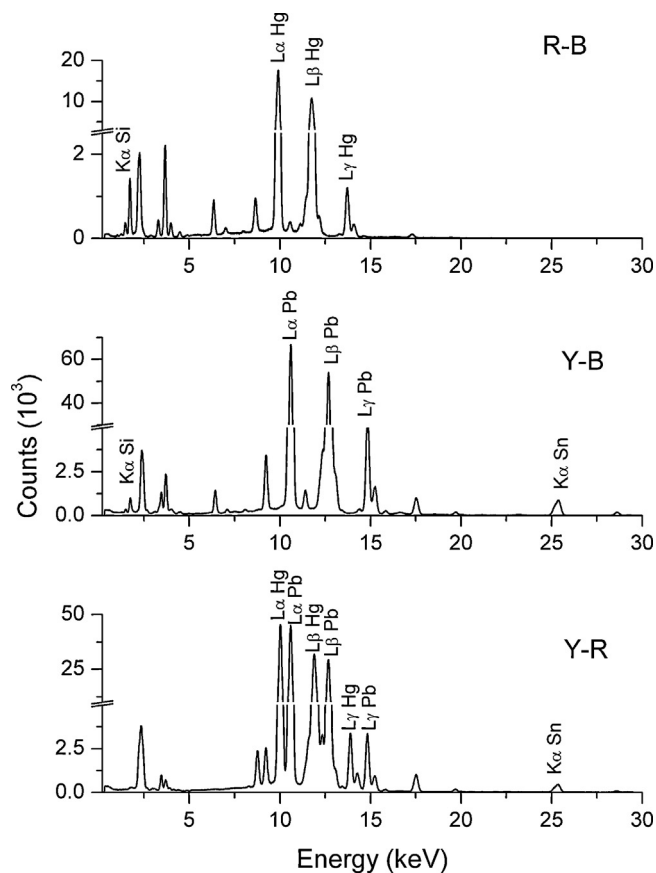 R-B
Lα Hg
Lβ Hg
20
15
10
Kα Si
2
Lγ Hg
0
5 10 15 20 25 30
Y-B
Lα Pb
Lβ Pb
60
40
Lγ Pb
Kα Si
2.5
Kα Sn
0.0
5 10 15 20 25 30
Counts (10³)
Y-R
Lα Hg
Lα Pb
Lβ Hg
Lβ Pb
50
25
Lγ Hg
Lγ Pb
2.5
Kα Sn
0.0
5 10 15 20 25 30
Energy (keV)